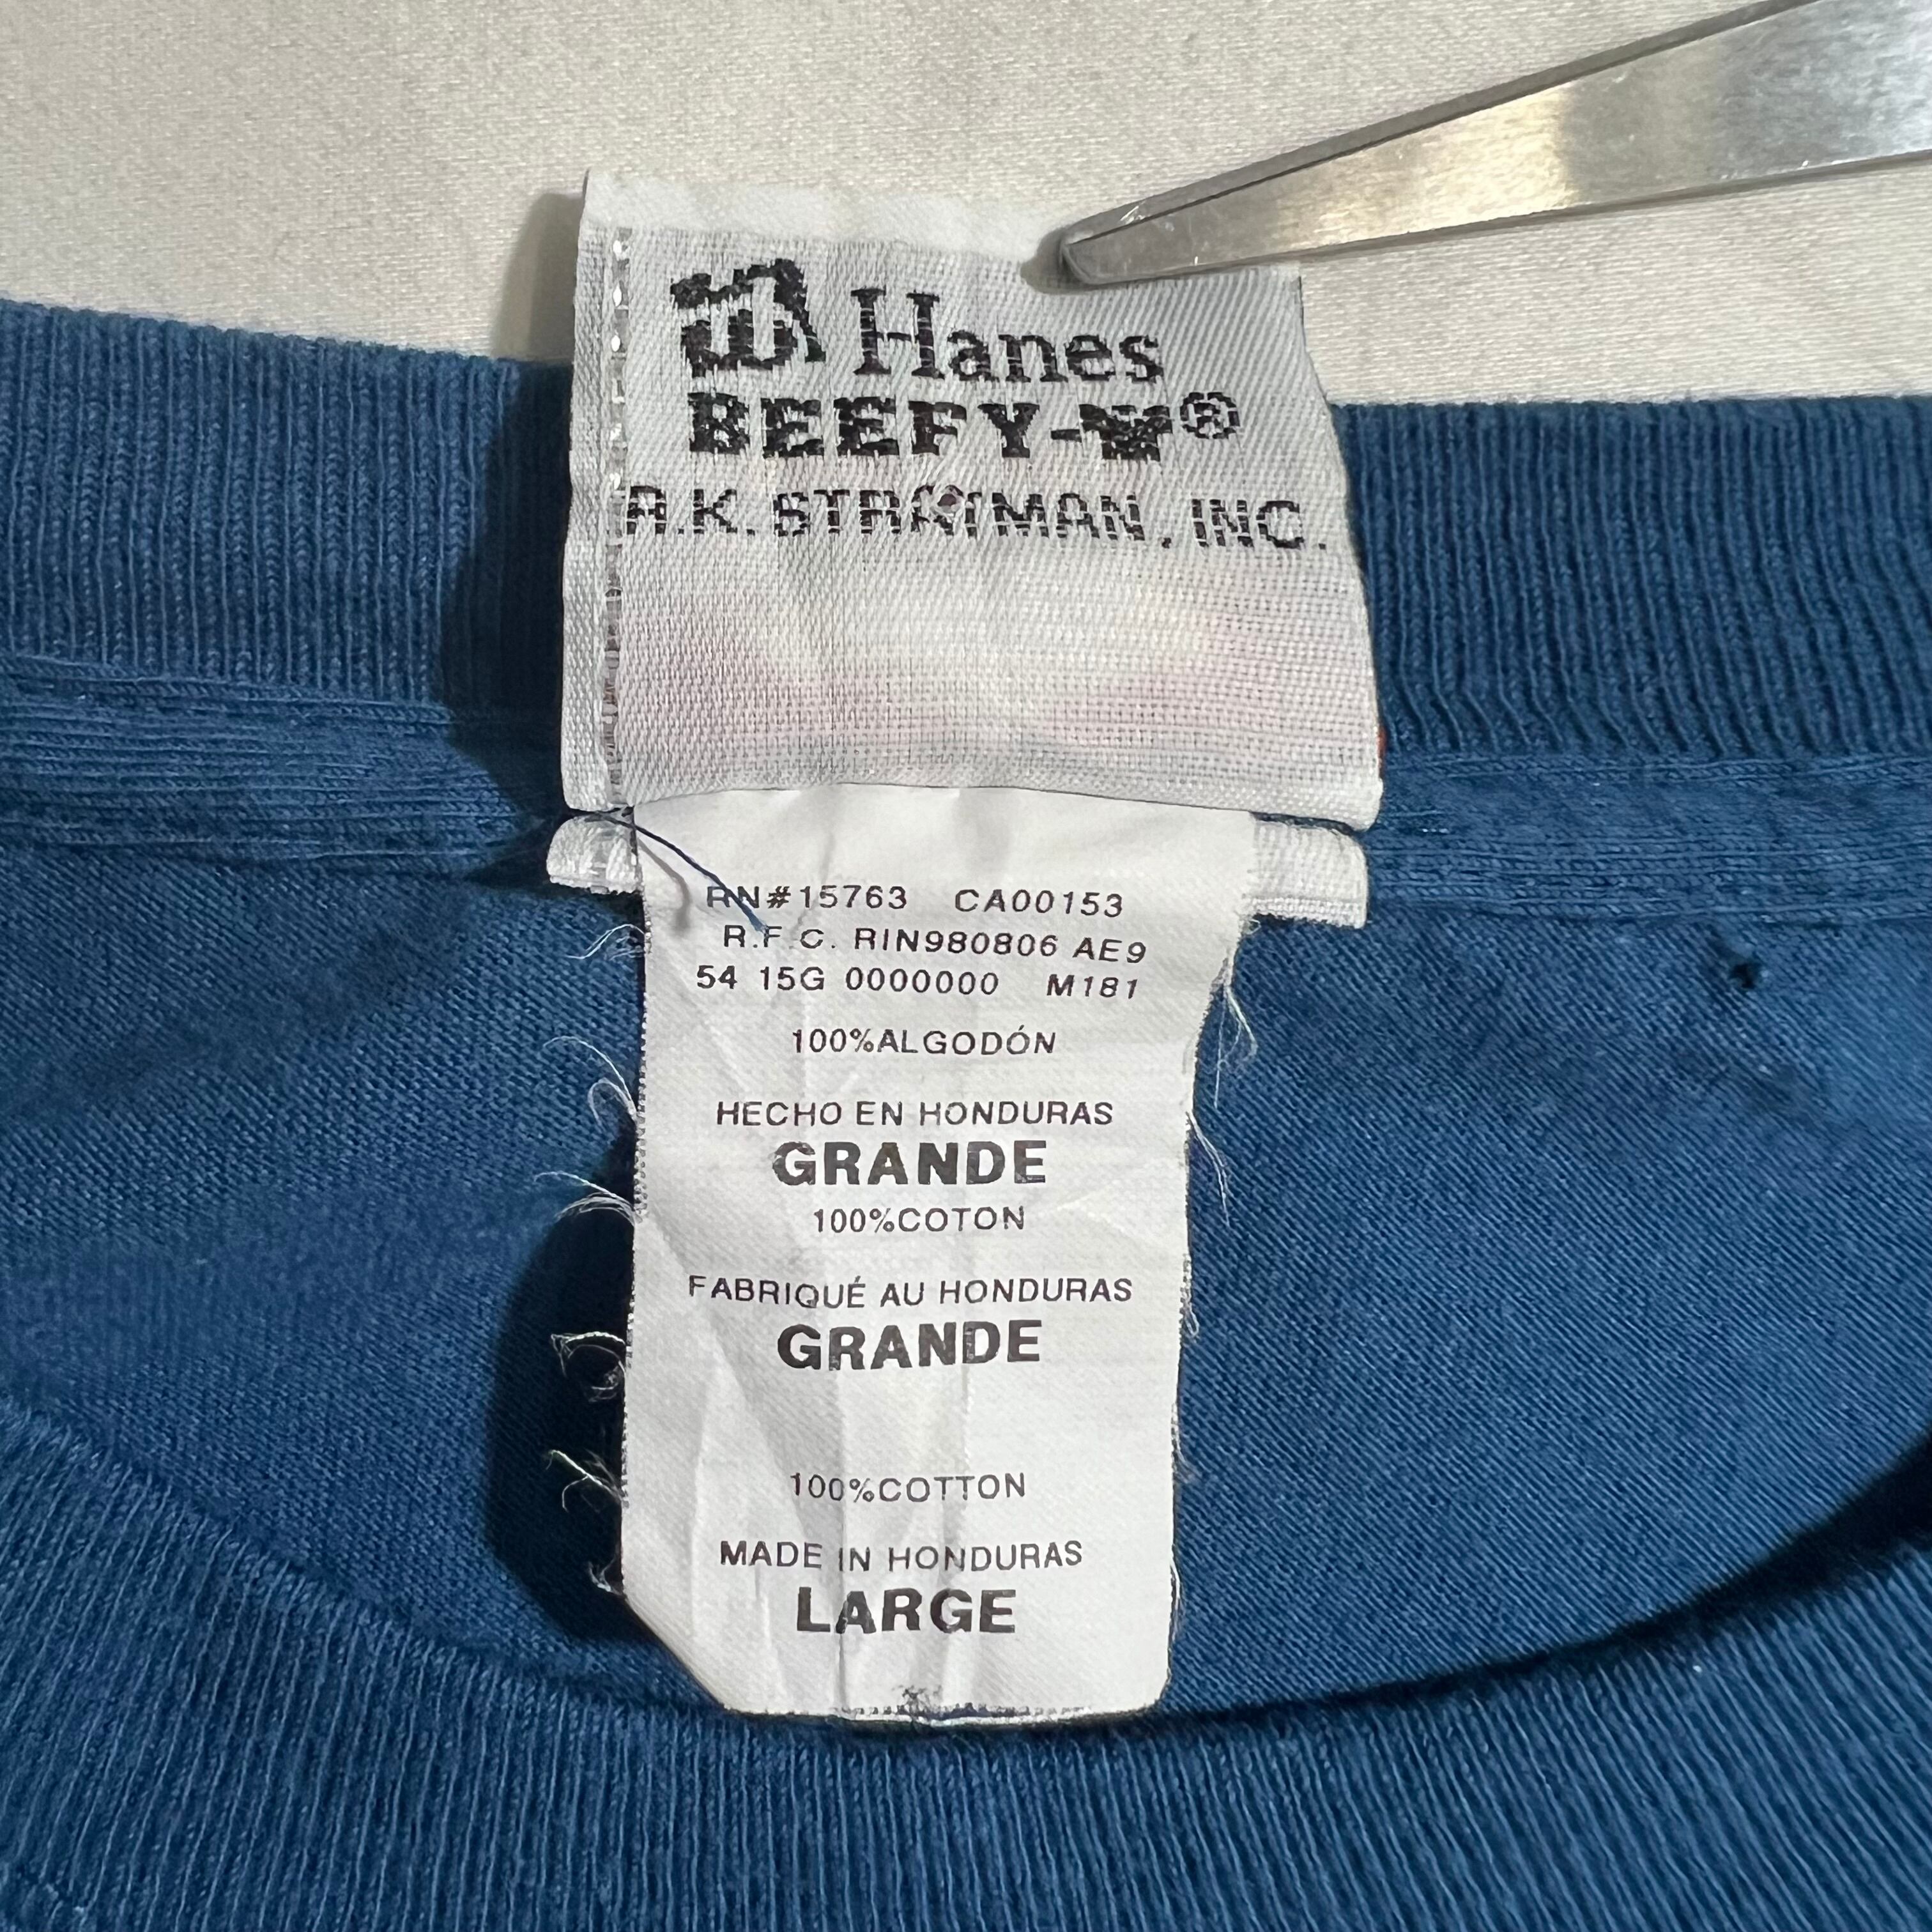 Hanes
BEEFY-T®
A.K. STRATMAN, INC.
RN#15763 CA00153
R.F.C. RIN980806 AE9
54 15G 0000000 M181
100%ALGODÓN
HECHO EN HONDURAS
GRANDE
100%COTON
FABRIQUÉ AU HONDURAS
GRANDE
100%COTTON
MADE IN HONDURAS
LARGE